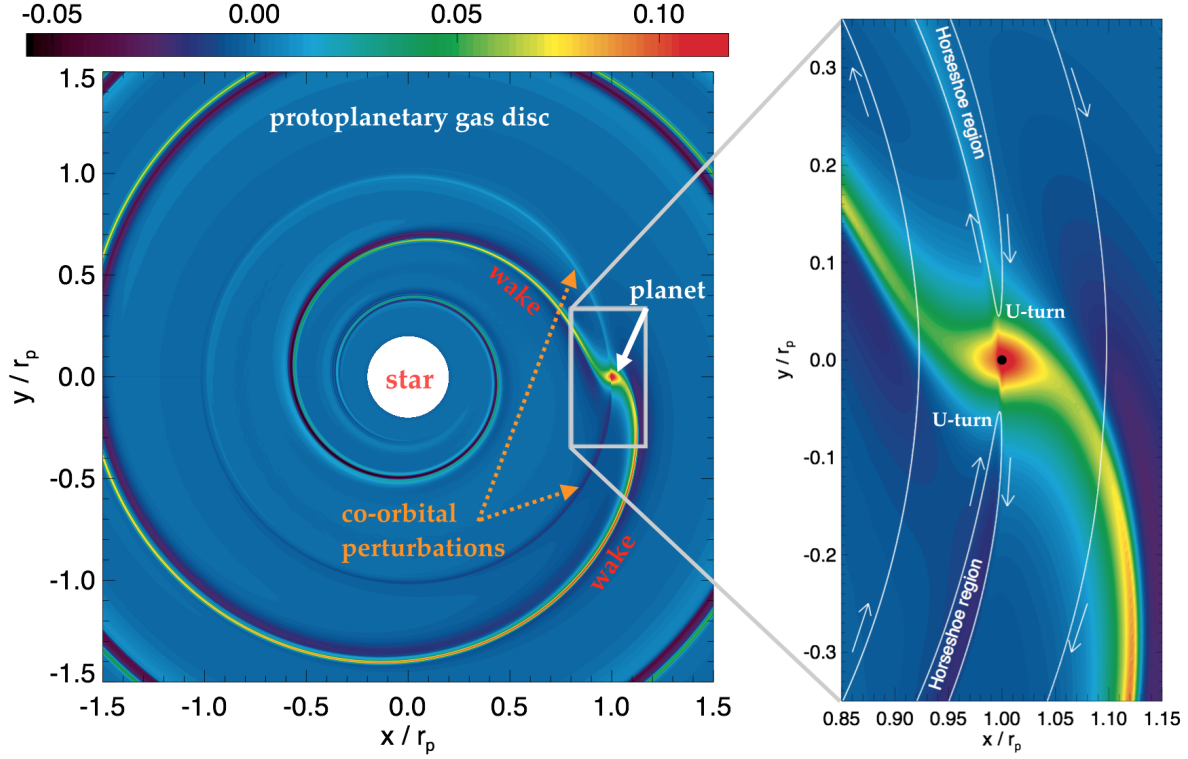 -0.05 0.00 0.05 0.10
1.5
1.0
0.5
0.0
-0.5
-1.0
-1.5
y / r_p
-1.5 -1.0 -0.5 0.0 0.5 1.0 1.5
x / r_p
protoplanetary gas disc
wake
planet
star
co-orbital
perturbations
wake
0.3
0.2
0.1
0.0
-0.1
-0.2
-0.3
y / r_p
0.85 0.90 0.95 1.00 1.05 1.10 1.15
x / r_p
Horseshoe region
U-turn
U-turn
Horseshoe region